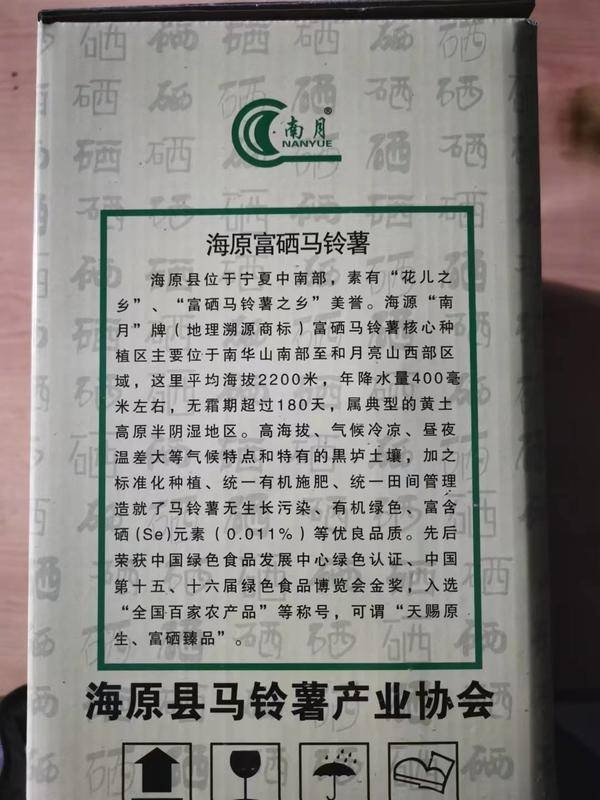 南月®
NANYUE
海原富硒马铃薯
海原县位于宁夏中南部，素有“花儿之
乡”、“富硒马铃薯之乡”美誉。海源“南
月”牌（地理溯源商标）富硒马铃薯核心种
植区主要位于南华山南部至和月亮山西部区
域，这里平均海拔2200米，年降水量400毫
米左右，无霜期超过180天，属典型的黄土
高原半阴湿地区。高海拔、气候冷凉、昼夜
温差大等气候特点和特有的黑垆土壤，加之
标准化种植、统一有机施肥、统一田间管理
造就了马铃薯无生长污染、有机绿色、富含
硒(Se)元素（0.011%）等优良品质。先后
荣获中国绿色食品发展中心绿色认证、中国
第十五、十六届绿色食品博览会金奖，入选
“全国百家农产品”等称号，可谓“天赐原
生、富硒臻品”。
海原县马铃薯产业协会